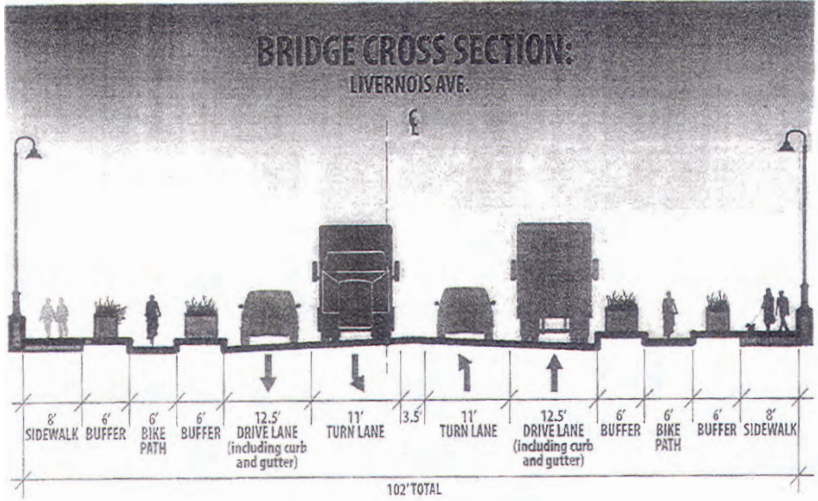 BRIDGE CROSS SECTION:
LIVERNOIS AVE.
℄
8'
SIDEWALK
6'
BUFFER
6'
BIKE
PATH
6'
BUFFER
12.5'
DRIVE LANE
(including curb
and gutter)
11'
TURN LANE
3.5'
11'
TURN LANE
12.5'
DRIVE LANE
(including curb
and gutter)
6'
BUFFER
6'
BIKE
PATH
6'
BUFFER
8'
SIDEWALK
102' TOTAL